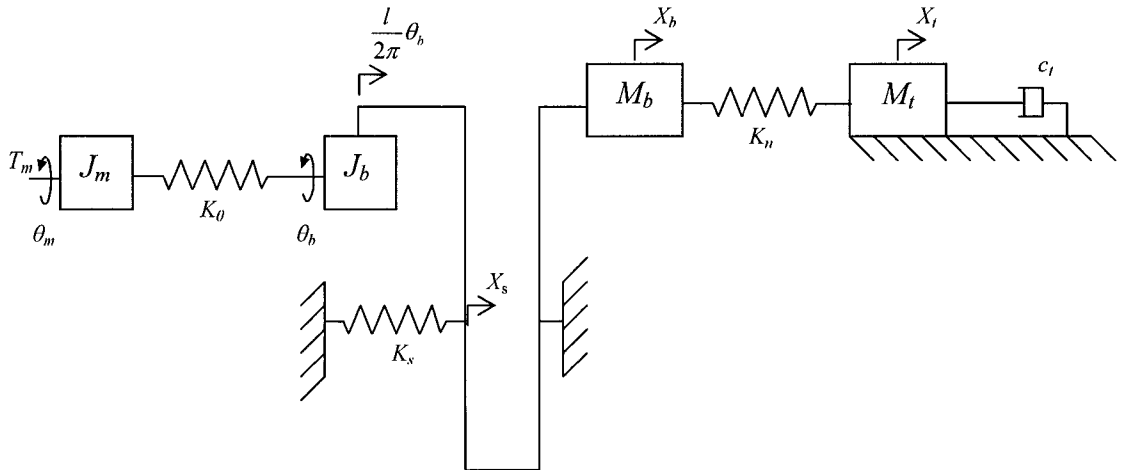 l/2π θ_b
X_b
X_t
c_t
M_b
M_t
K_n
T_m
J_m
J_b
K_0
θ_m
θ_b
X_s
K_s